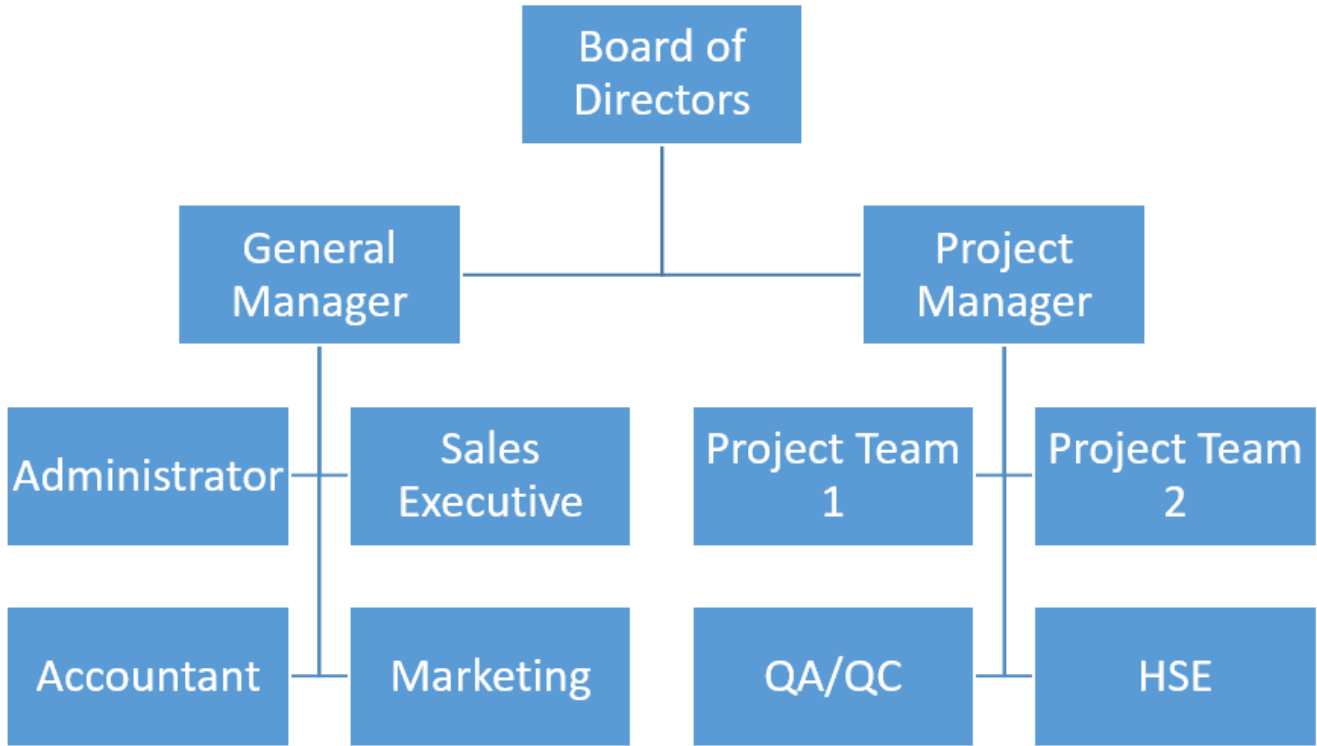 Board of
Directors
General
Manager
Project
Manager
Administrator
Sales
Executive
Project Team
1
Project Team
2
Accountant
Marketing
QA/QC
HSE